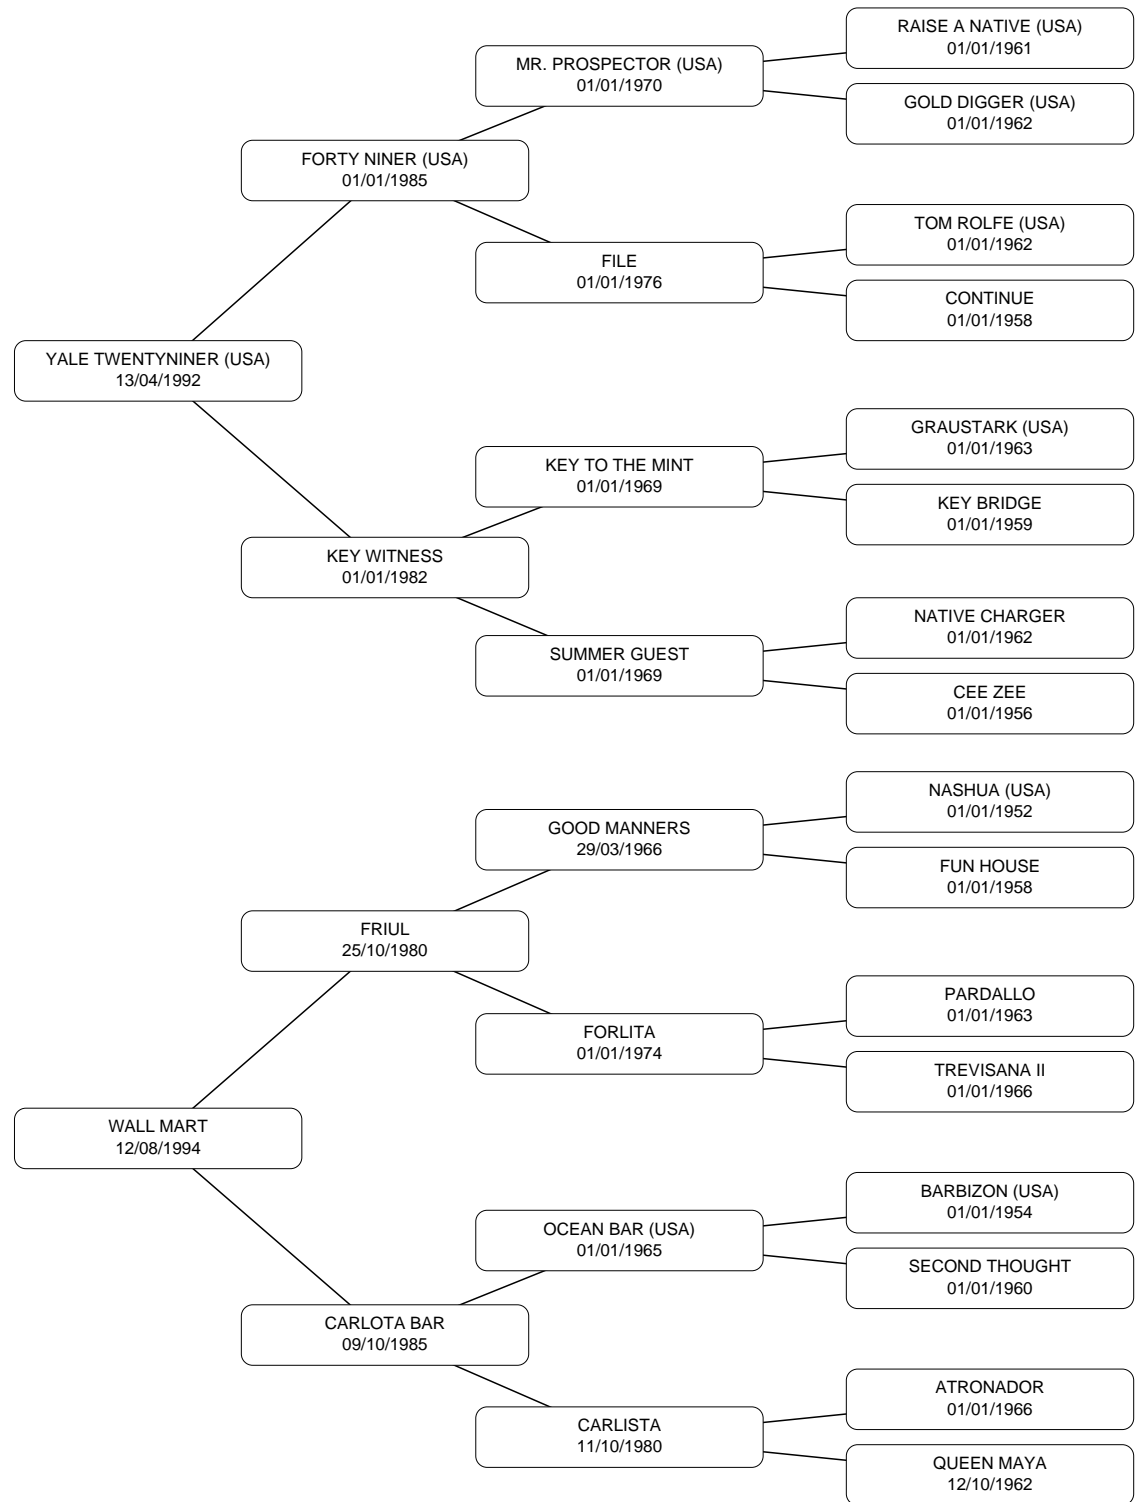 RAISE A NATIVE (USA)
01/01/1961
MR. PROSPECTOR (USA)
01/01/1970
GOLD DIGGER (USA)
01/01/1962
FORTY NINER (USA)
01/01/1985
TOM ROLFE (USA)
01/01/1962
FILE
01/01/1976
CONTINUE
01/01/1958
YALE TWENTYNINER (USA)
13/04/1992
GRAUSTARK (USA)
01/01/1963
KEY TO THE MINT
01/01/1969
KEY BRIDGE
01/01/1959
KEY WITNESS
01/01/1982
NATIVE CHARGER
01/01/1962
SUMMER GUEST
01/01/1969
CEE ZEE
01/01/1956
NASHUA (USA)
01/01/1952
GOOD MANNERS
29/03/1966
FUN HOUSE
01/01/1958
FRIUL
25/10/1980
PARDALLO
01/01/1963
FORLITA
01/01/1974
TREVISANA II
01/01/1966
WALL MART
12/08/1994
BARBIZON (USA)
01/01/1954
OCEAN BAR (USA)
01/01/1965
SECOND THOUGHT
01/01/1960
CARLOTA BAR
09/10/1985
ATRONADOR
01/01/1966
CARLISTA
11/10/1980
QUEEN MAYA
12/10/1962